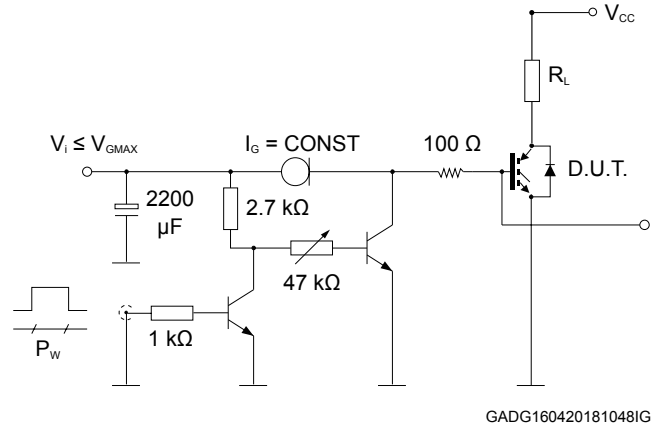 V_CC
R_L
V_i ≤ V_GMAX
I_G = CONST
100 Ω
D.U.T.
2200
μF
2.7 kΩ
47 kΩ
1 kΩ
P_W
GADG160420181048IG